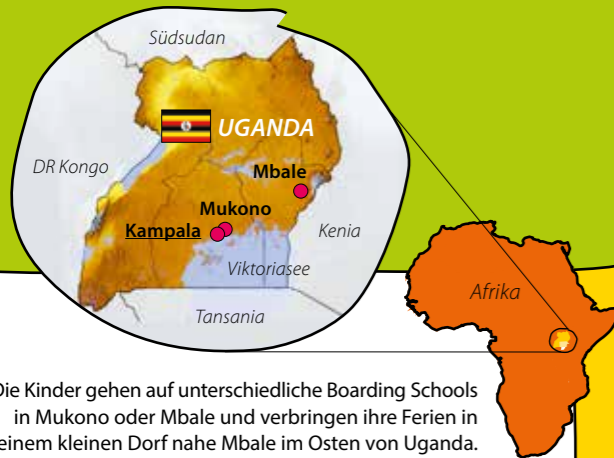 Südsudan
UGANDA
DR Kongo
Mbale
Mukono
Kampala
Kenia
Viktoriasee
Tansania
Afrika
Die Kinder gehen auf unterschiedliche Boarding Schools
in Mukono oder Mbale und verbringen ihre Ferien in
einem kleinen Dorf nahe Mbale im Osten von Uganda.